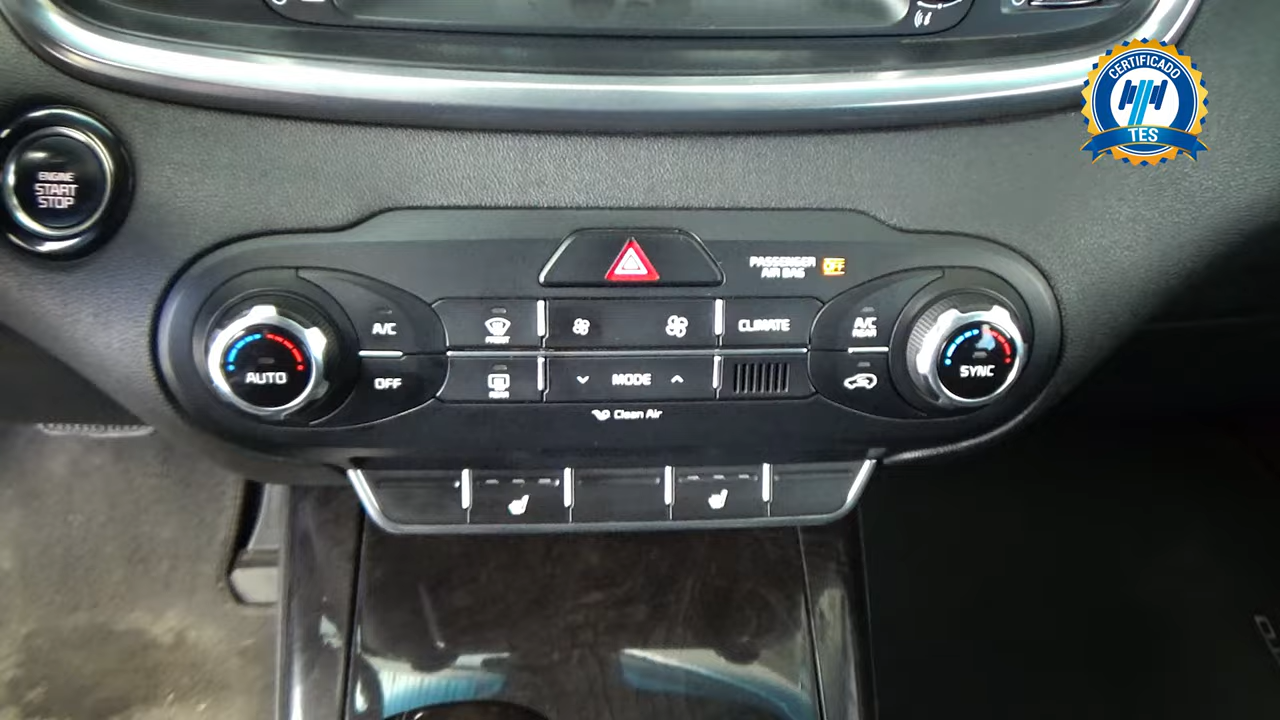 CERTIFICADO
TES
ENGINE
START
STOP
PASSENGER
AIR BAG
OFF
A/C
FRONT
CLIMATE
A/C
REAR
AUTO
OFF
REAR
MODE
SYNC
Clean Air